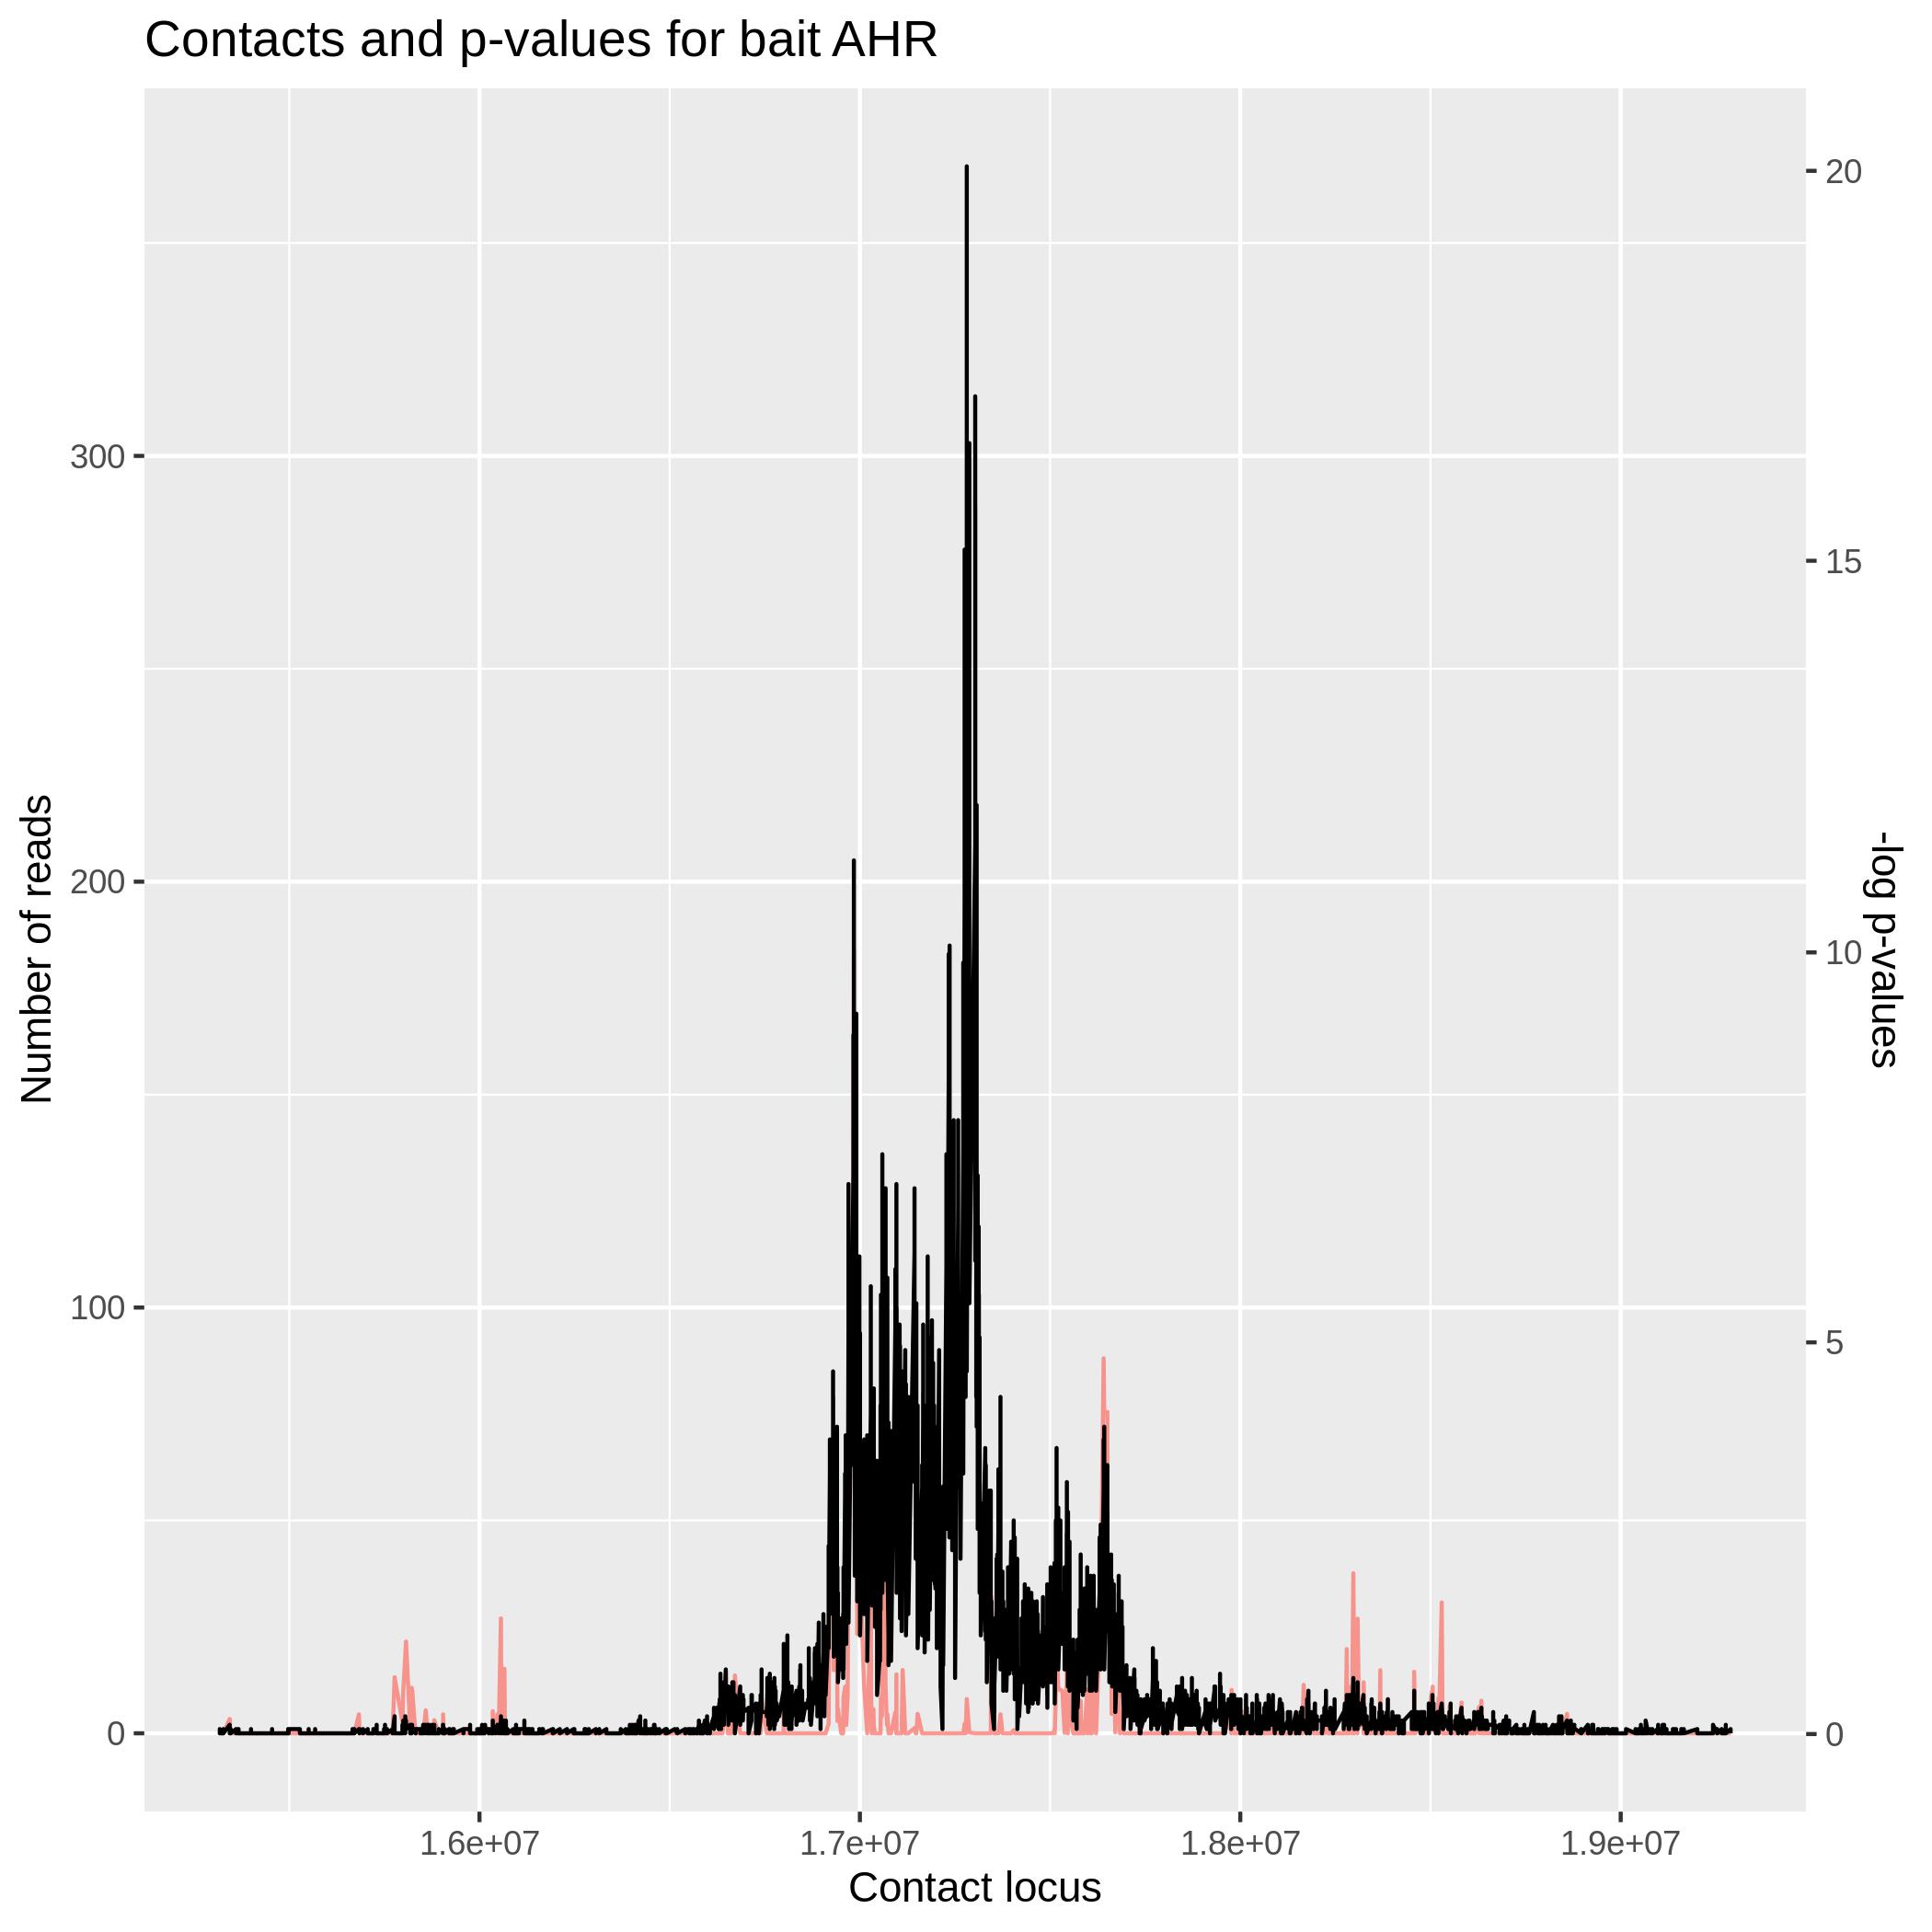 Contacts and p-values for bait AHR
Number of reads
300
200
100
0
20
15
10
5
0
-log p-values
1.6e+07
1.7e+07
1.8e+07
1.9e+07
Contact locus